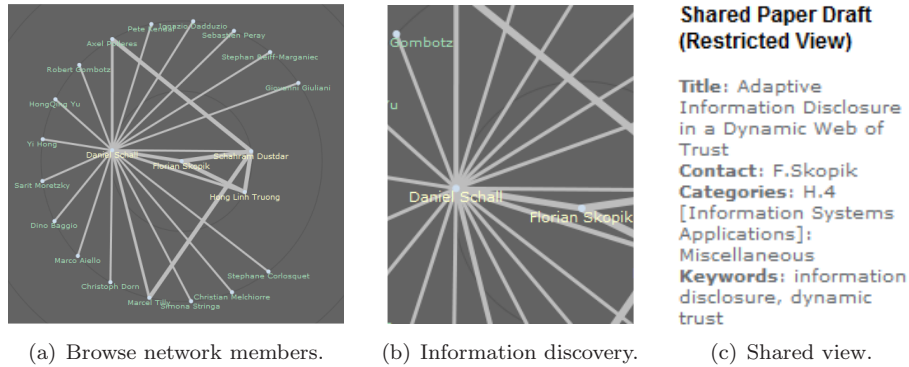 Pete Kendal
Ignazio Dadduzio
Sebastien Peray
Axel Polleres
Stephan Reiff-Marganiec
Robert Gombotz
Giovanni Giuliani
HongQing Yu
Yi Hong
Daniel Schall
Schahram Dustdar
Florian Skopik
Sarit Moretzky
Hong Linh Truong
Dino Baggio
Marco Aiello
Stephane Corlosquet
Christoph Dorn
Christian Melchiorre
Marcel Tilly
Simona Stringa
(a) Browse network members.
Gombotz
Yu
Daniel Schall
Florian Skopik
(b) Information discovery.
Shared Paper Draft
(Restricted View)
Title: Adaptive
Information Disclosure
in a Dynamic Web of
Trust
Contact: F.Skopik
Categories: H.4
[Information Systems
Applications]:
Miscellaneous
Keywords: information
disclosure, dynamic
trust
(c) Shared view.